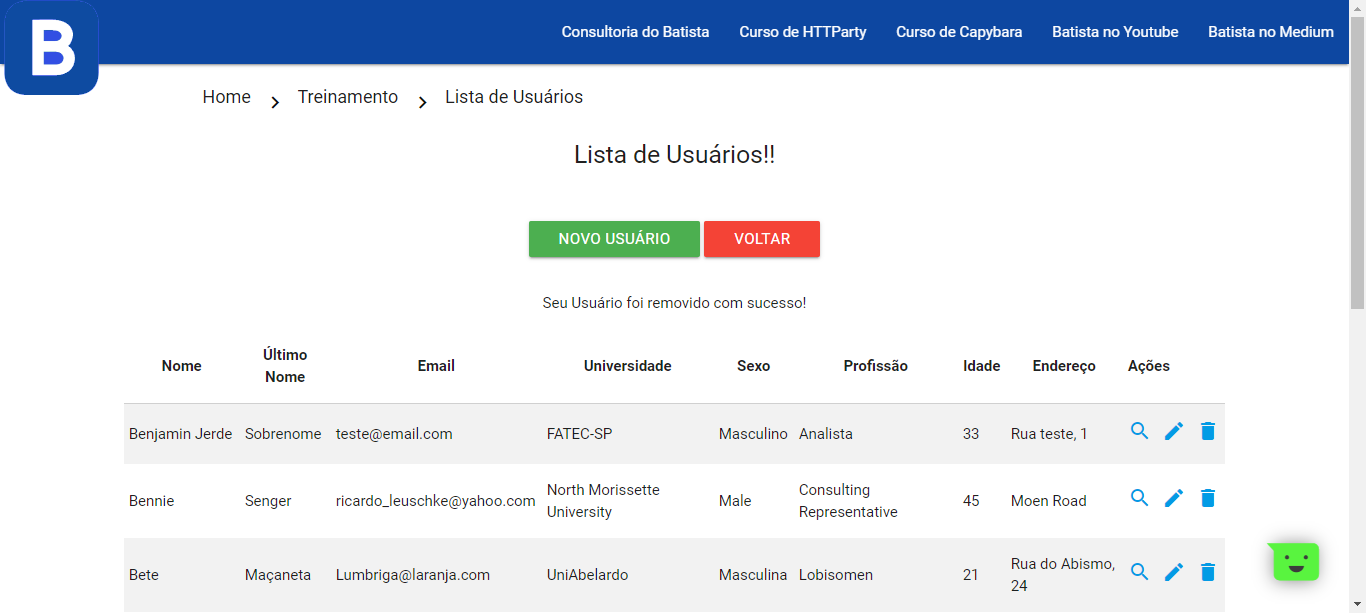 B
Consultoria do Batista Curso de HTTParty Curso de Capybara Batista no Youtube Batista no Medium
Home Treinamento Lista de Usuários
Lista de Usuários!!
NOVO USUÁRIO VOLTAR
Seu Usuário foi removido com sucesso!
Nome Último Nome Email Universidade Sexo Profissão Idade Endereço Ações
Benjamin Jerde Sobrenome teste@email.com FATEC-SP Masculino Analista 33 Rua teste, 1
Bennie Senger ricardo_leuschke@yahoo.com North Morissette University Male Consulting Representative 45 Moen Road
Bete Maçaneta Lumbriga@laranja.com UniAbelardo Masculina Lobisomen 21 Rua do Abismo, 24